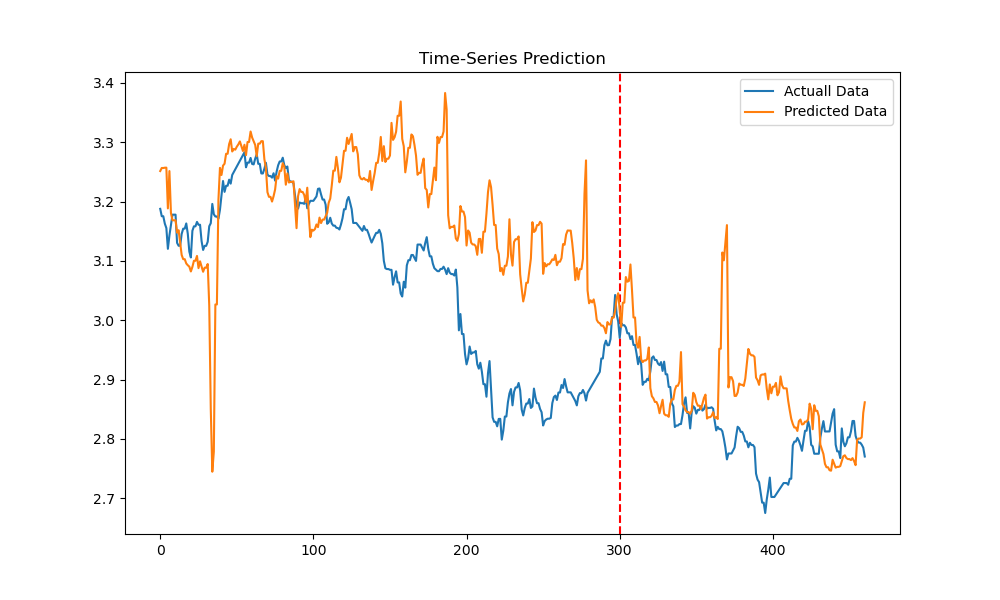 Time-Series Prediction
Actuall Data
Predicted Data
3.4
3.3
3.2
3.1
3.0
2.9
2.8
2.7
0 100 200 300 400